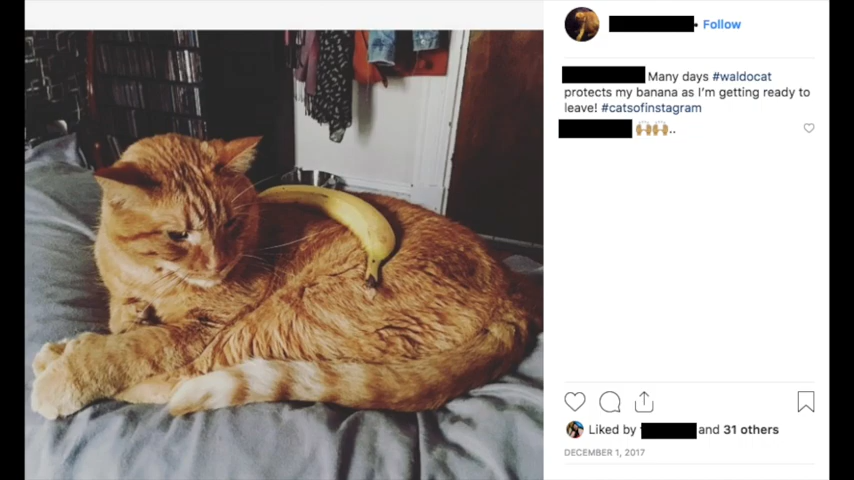 Follow
Many days #waldocat
protects my banana as I'm getting ready to
leave! #catsofinstagram
..
Liked by and 31 others
DECEMBER 1, 2017